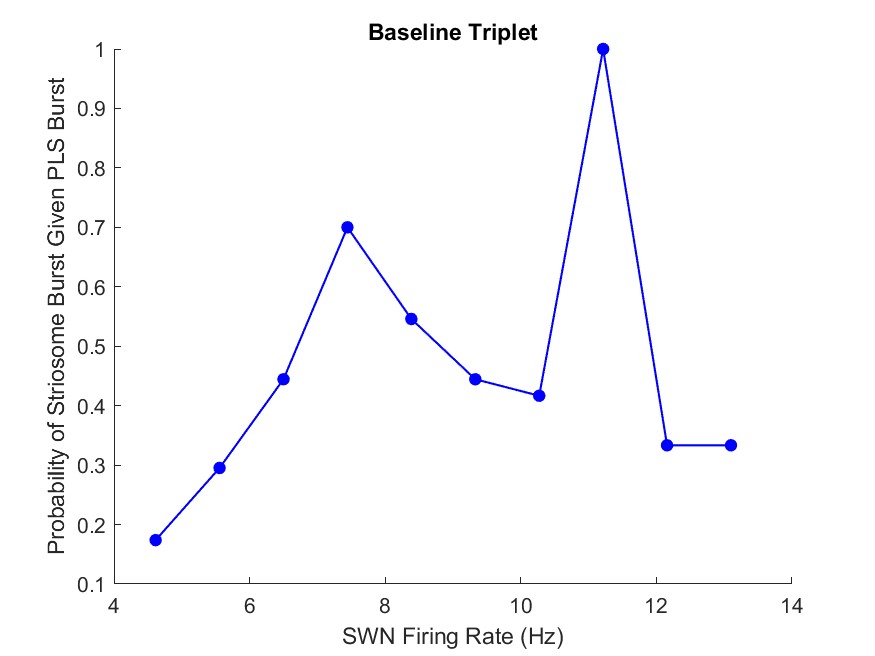 Baseline Triplet
Probability of Striosome Burst Given PLS Burst
1
0.9
0.8
0.7
0.6
0.5
0.4
0.3
0.2
0.1
4 6 8 10 12 14
SWN Firing Rate (Hz)